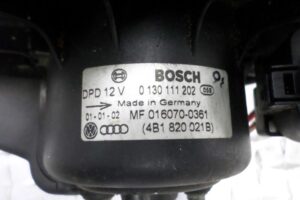 BOSCH
DPD 12 V 0 130 111 202
Made in Germany
01-01-02 MF 016070-0361
(4B1 820 021B)